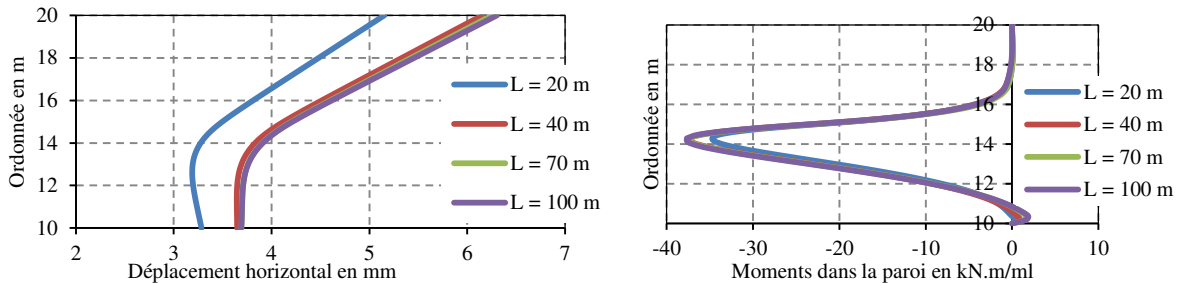 20
18
16
14
12
10
Ordonnée en m
2
3
4
5
6
7
Déplacement horizontal en mm
L = 20 m
L = 40 m
L = 70 m
L = 100 m
20
18
16
14
12
10
Ordonnée en m
-40
-30
-20
-10
0
10
Moments dans la paroi en kN.m/ml
L = 20 m
L = 40 m
L = 70 m
L = 100 m